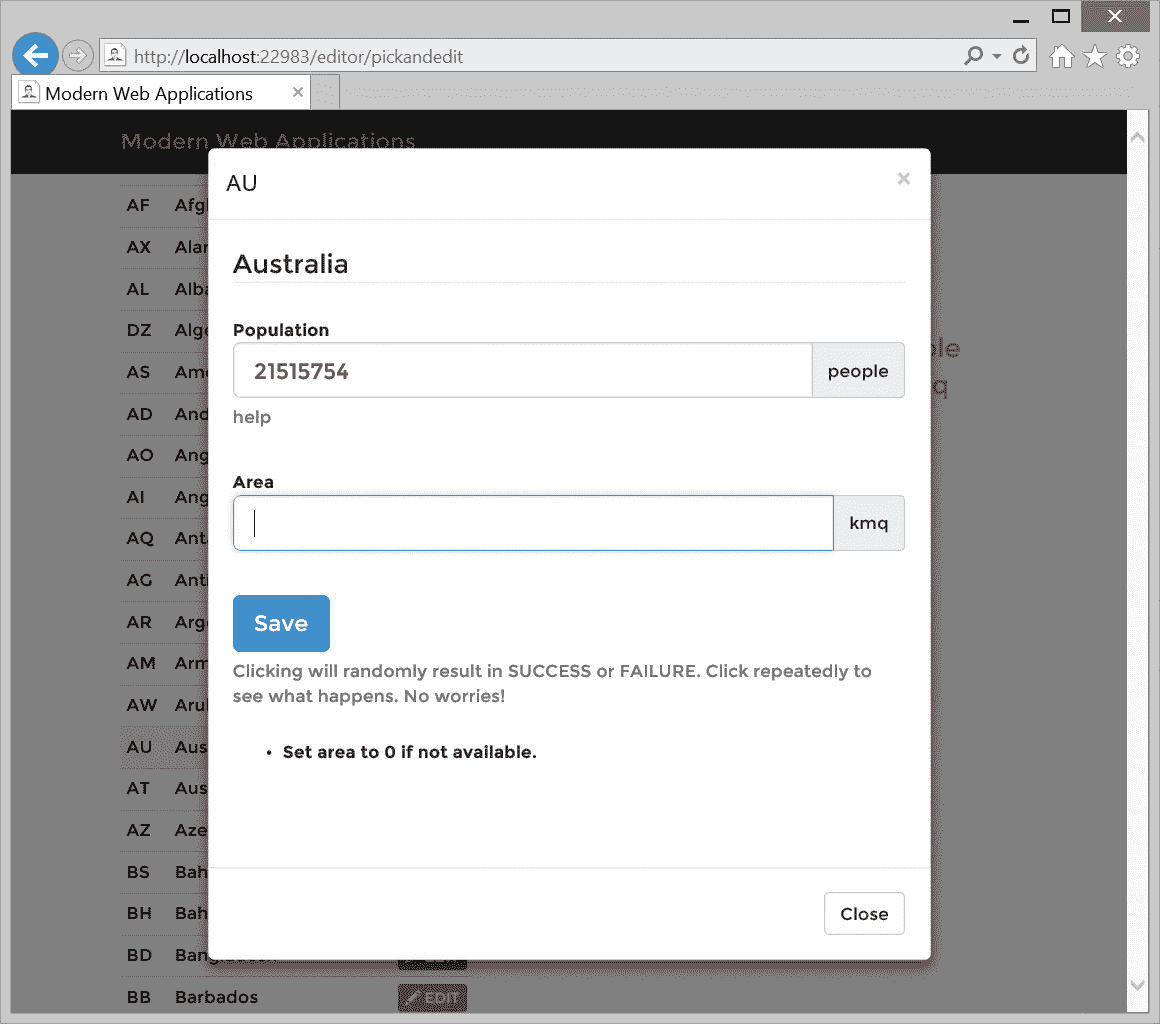 http://localhost:22983/editor/pickandedit
Modern Web Applications
Modern Web Applications
AU
AF
AX
AL
DZ
AS
AD
AO
AI
AQ
AG
AR
AM
AW
AU
AT
AZ
BS
BH
BD
BB Barbados EDIT
Australia
Population
21515754 people
help
Area
kmq
Save
Clicking will randomly result in SUCCESS or FAILURE. Click repeatedly to
see what happens. No worries!
• Set area to 0 if not available.
Close